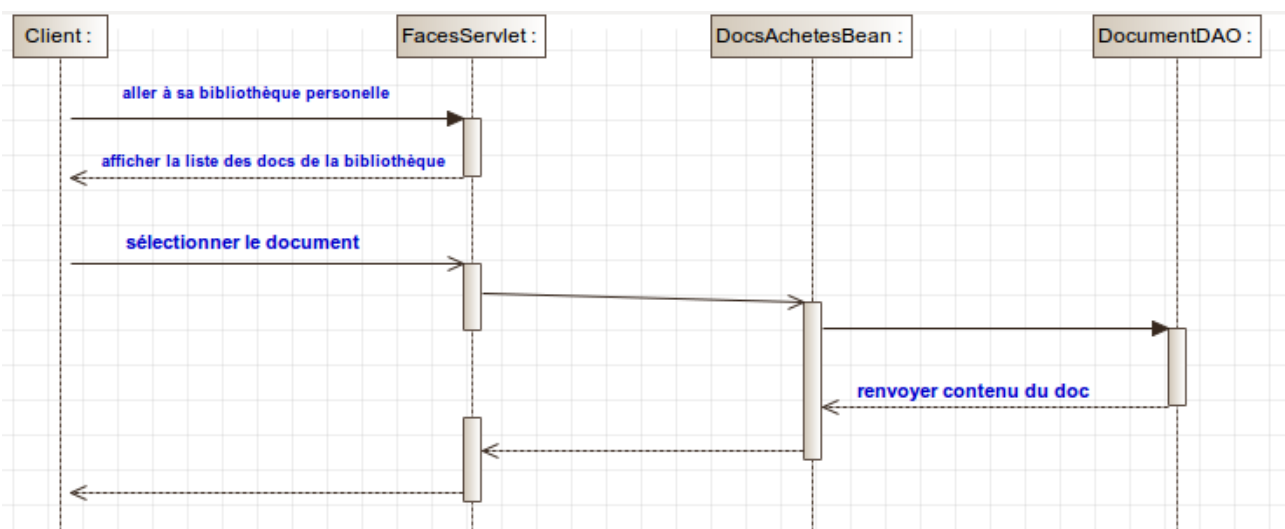 Client :
FacesServlet :
DocsAchetesBean :
DocumentDAO :
aller à sa bibliothèque personelle
afficher la liste des docs de la bibliothèque
sélectionner le document
renvoyer contenu du doc